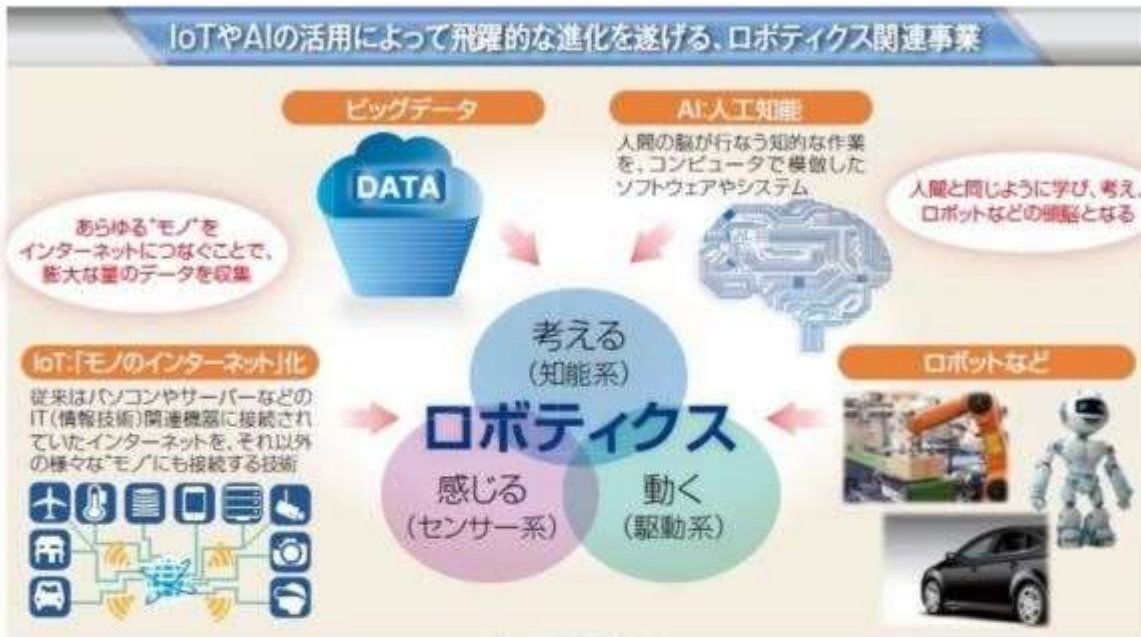 IoTやAIの活用によって飛躍的な進化を遂げる、ロボティクス関連事業
ビッグデータ
DATA
AI:人工知能
人間の脳が行なう知的な作業
を、コンピュータで模倣した
ソフトウェアやシステム
人間と同じように学び、考え、
ロボットなどの頭脳となる
あらゆる"モノ"を
インターネットにつなぐことで、
膨大な量のデータを収集
IoT:「モノのインターネット」化
従来はパソコンやサーバーなどの
IT(情報技術)関連機器に接続され
ていたインターネットを、それ以外
の様々な"モノ"にも接続する技術
考える
(知能系)
ロボティクス
感じる
(センサー系)
動く
(駆動系)
ロボットなど